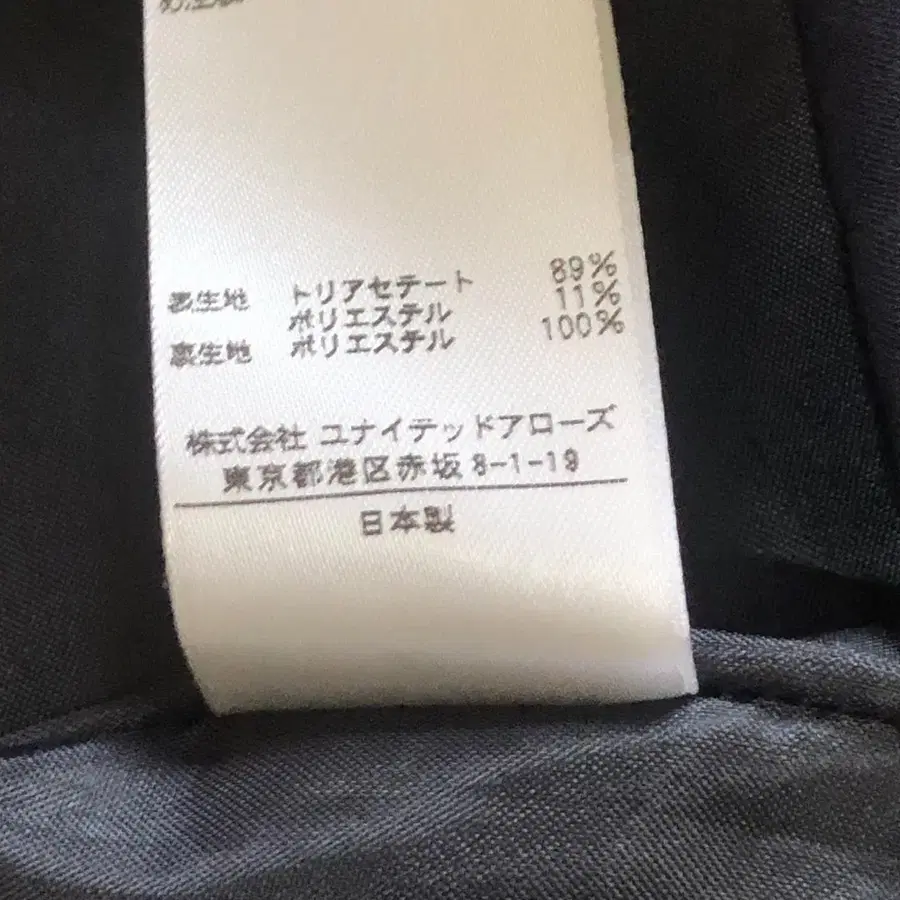 表生地 トリアセテート 89%
ポリエステル 11%
裏生地 ポリエステル 100%
株式会社 ユナイテッドアローズ
東京都港区赤坂 8-1-19
日本製